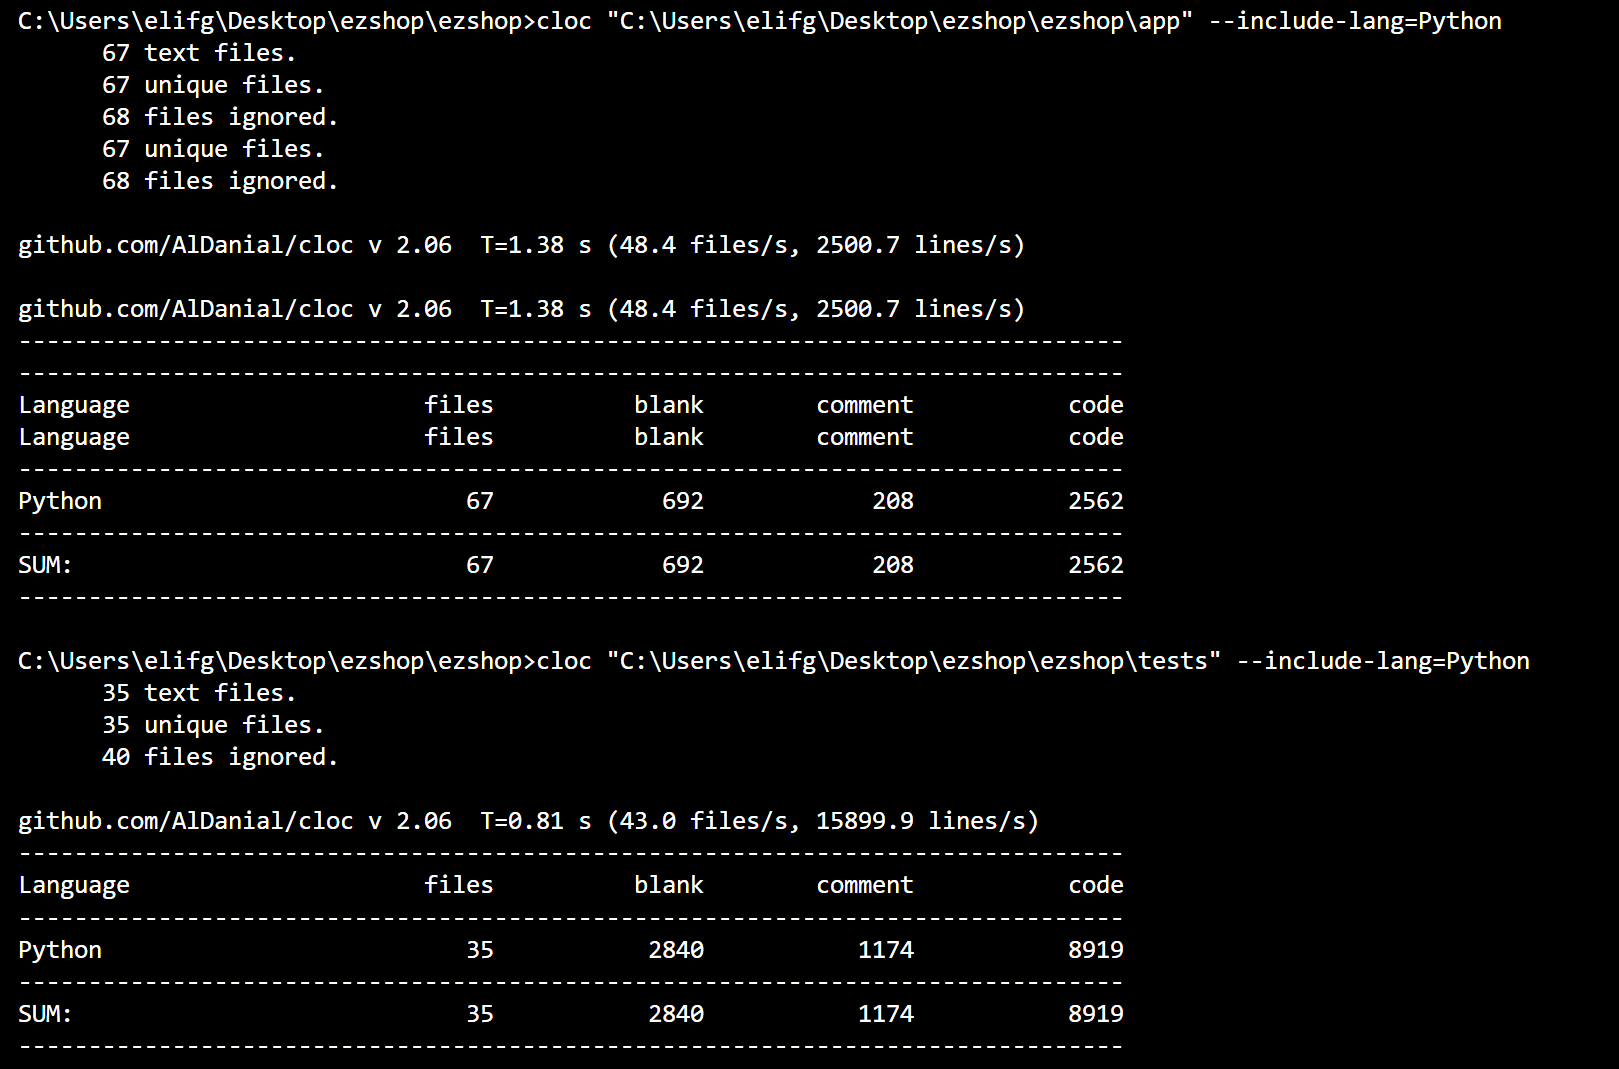 C:\Users\elifg\Desktop\ezshop\ezshop>cloc "C:\Users\elifg\Desktop\ezshop\ezshop\app" --include-lang=Python
      67 text files.
      67 unique files.
      68 files ignored.
      67 unique files.
      68 files ignored.

github.com/AlDanial/cloc v 2.06  T=1.38 s (48.4 files/s, 2500.7 lines/s)

github.com/AlDanial/cloc v 2.06  T=1.38 s (48.4 files/s, 2500.7 lines/s)
-------------------------------------------------------------------------------
-------------------------------------------------------------------------------
Language                     files          blank        comment           code
Language                     files          blank        comment           code
-------------------------------------------------------------------------------
Python                          67            692            208           2562
-------------------------------------------------------------------------------
SUM:                            67            692            208           2562
-------------------------------------------------------------------------------

C:\Users\elifg\Desktop\ezshop\ezshop>cloc "C:\Users\elifg\Desktop\ezshop\ezshop\tests" --include-lang=Python
      35 text files.
      35 unique files.
      40 files ignored.

github.com/AlDanial/cloc v 2.06  T=0.81 s (43.0 files/s, 15899.9 lines/s)
-------------------------------------------------------------------------------
Language                     files          blank        comment           code
-------------------------------------------------------------------------------
Python                          35           2840           1174           8919
-------------------------------------------------------------------------------
SUM:                            35           2840           1174           8919
-------------------------------------------------------------------------------